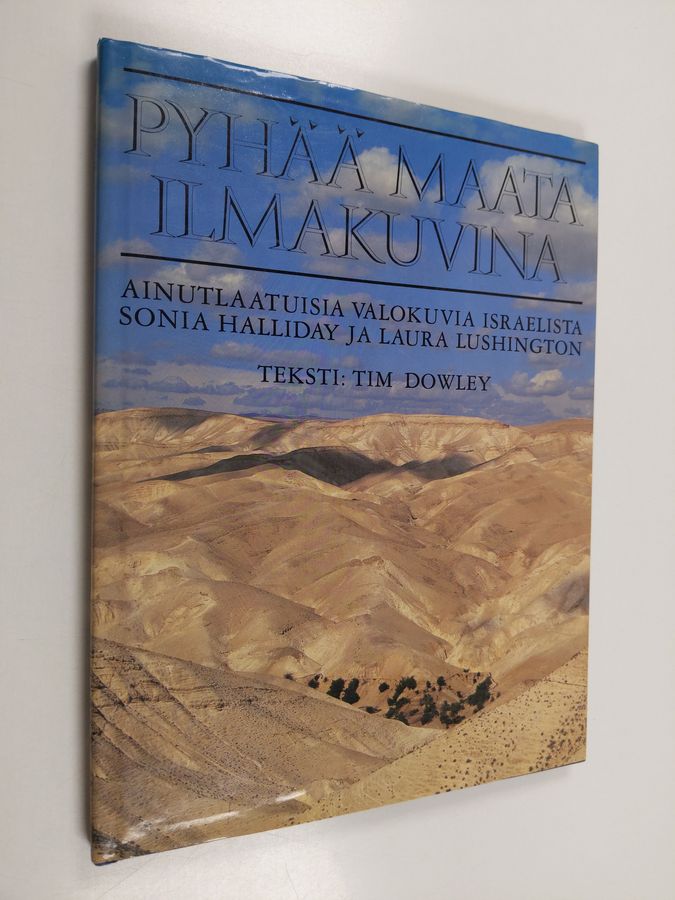 PYHÄÄ MAATA
ILMAKUVINA
AINUTLAATUISIA VALOKUVIA ISRAELISTA
SONIA HALLIDAY JA LAURA LUSHINGTON
TEKSTI: TIM DOWLEY